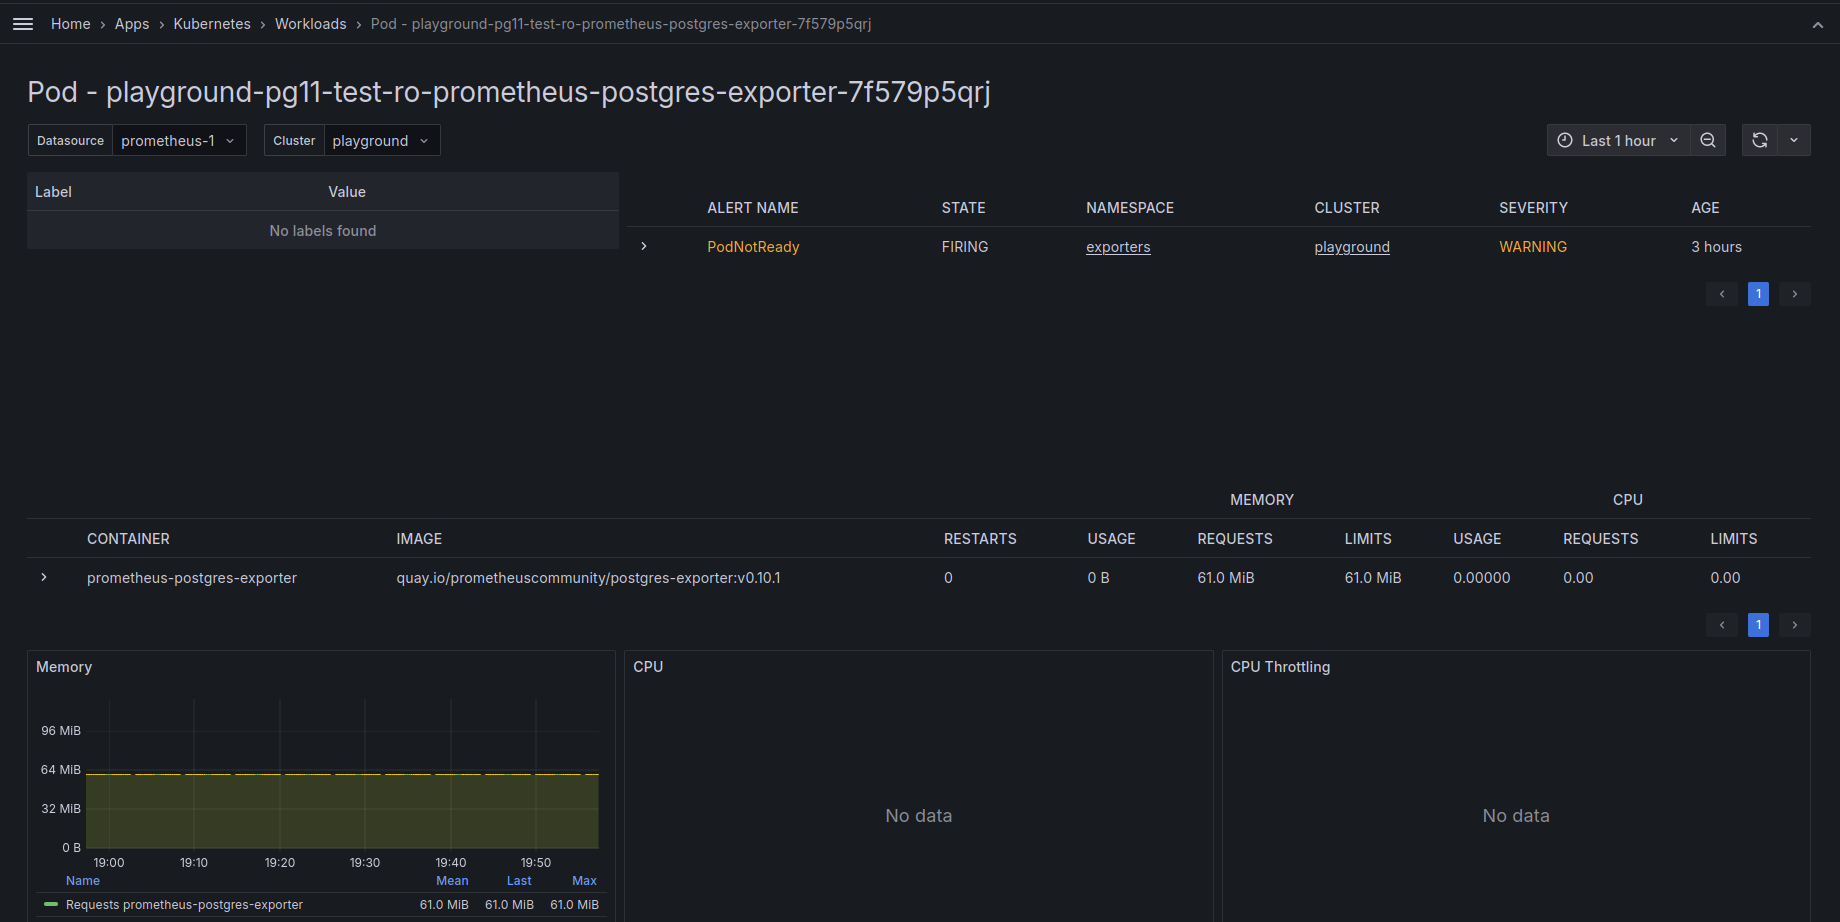 Home › Apps › Kubernetes › Workloads › Pod - playground-pg11-test-ro-prometheus-postgres-exporter-7f579p5qrj
Pod - playground-pg11-test-ro-prometheus-postgres-exporter-7f579p5qrj
Datasource prometheus-1 Cluster playground Last 1 hour
Label Value
No labels found
ALERT NAME STATE NAMESPACE CLUSTER SEVERITY AGE
PodNotReady FIRING exporters playground WARNING 3 hours
1
MEMORY CPU
CONTAINER IMAGE RESTARTS USAGE REQUESTS LIMITS USAGE REQUESTS LIMITS
prometheus-postgres-exporter quay.io/prometheuscommunity/postgres-exporter:v0.10.1 0 0 B 61.0 MiB 61.0 MiB 0.00000 0.00 0.00
1
Memory
96 MiB
64 MiB
32 MiB
0 B
19:00 19:10 19:20 19:30 19:40 19:50
Name Mean Last Max
Requests prometheus-postgres-exporter 61.0 MiB 61.0 MiB 61.0 MiB
CPU
No data
CPU Throttling
No data